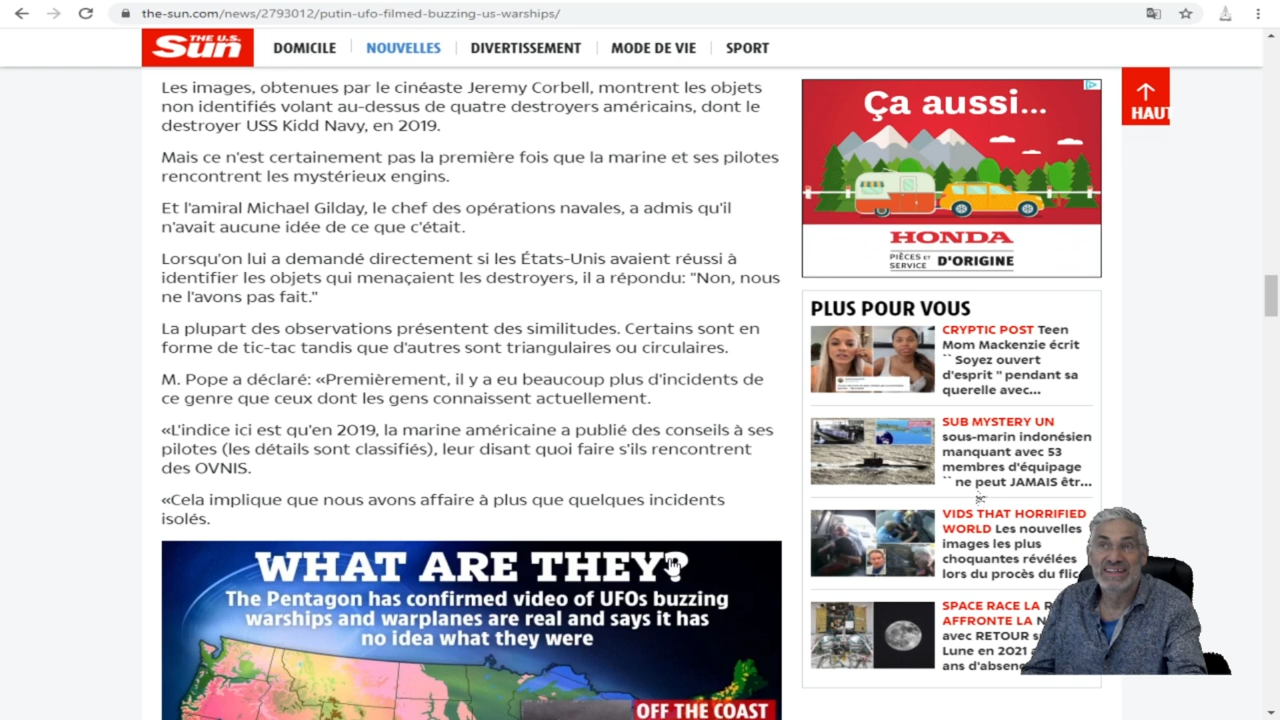 the-sun.com/news/2793012/putin-ufo-filmed-buzzing-us-warships/
THE U.S.
Sun
DOMICILE
NOUVELLES
DIVERTISSEMENT
MODE DE VIE
SPORT
Les images, obtenues par le cinéaste Jeremy Corbell, montrent les objets
non identifiés volant au-dessus de quatre destroyers américains, dont le
destroyer USS Kidd Navy, en 2019.
Mais ce n'est certainement pas la première fois que la marine et ses pilotes
rencontrent les mystérieux engins.
Et l'amiral Michael Gilday, le chef des opérations navales, a admis qu'il
n'avait aucune idée de ce que c'était.
Lorsqu'on lui a demandé directement si les États-Unis avaient réussi à
identifier les objets qui menaçaient les destroyers, il a répondu: "Non, nous
ne l'avons pas fait."
La plupart des observations présentent des similitudes. Certains sont en
forme de tic-tac tandis que d'autres sont triangulaires ou circulaires.
M. Pope a déclaré: «Premièrement, il y a eu beaucoup plus d'incidents de
ce genre que ceux dont les gens connaissent actuellement.
«L'indice ici est qu'en 2019, la marine américaine a publié des conseils à ses
pilotes (les détails sont classifiés), leur disant quoi faire s'ils rencontrent
des OVNIS.
«Cela implique que nous avons affaire à plus que quelques incidents
isolés.
WHAT ARE THEY?
The Pentagon has confirmed video of UFOs buzzing
warships and warplanes are real and says it has
no idea what they were
OFF THE COAST
Ça aussi...
HONDA
PIÈCES ET
SERVICE
D'ORIGINE
HAUT
PLUS POUR VOUS
CRYPTIC POST Teen
Mom Mackenzie écrit
`` Soyez ouvert
d'esprit '' pendant sa
querelle avec...
SUB MYSTERY UN
sous-marin indonésien
manquant avec 53
membres d'équipage
`` ne peut JAMAIS êtr...
VIDS THAT HORRIFIED
WORLD Les nouvelles
images les plus
choquantes révélées
lors du procès du flic
SPACE RACE LA
AFFRONTE LA
avec RETOUR
Lune en 2021
ans d'absen